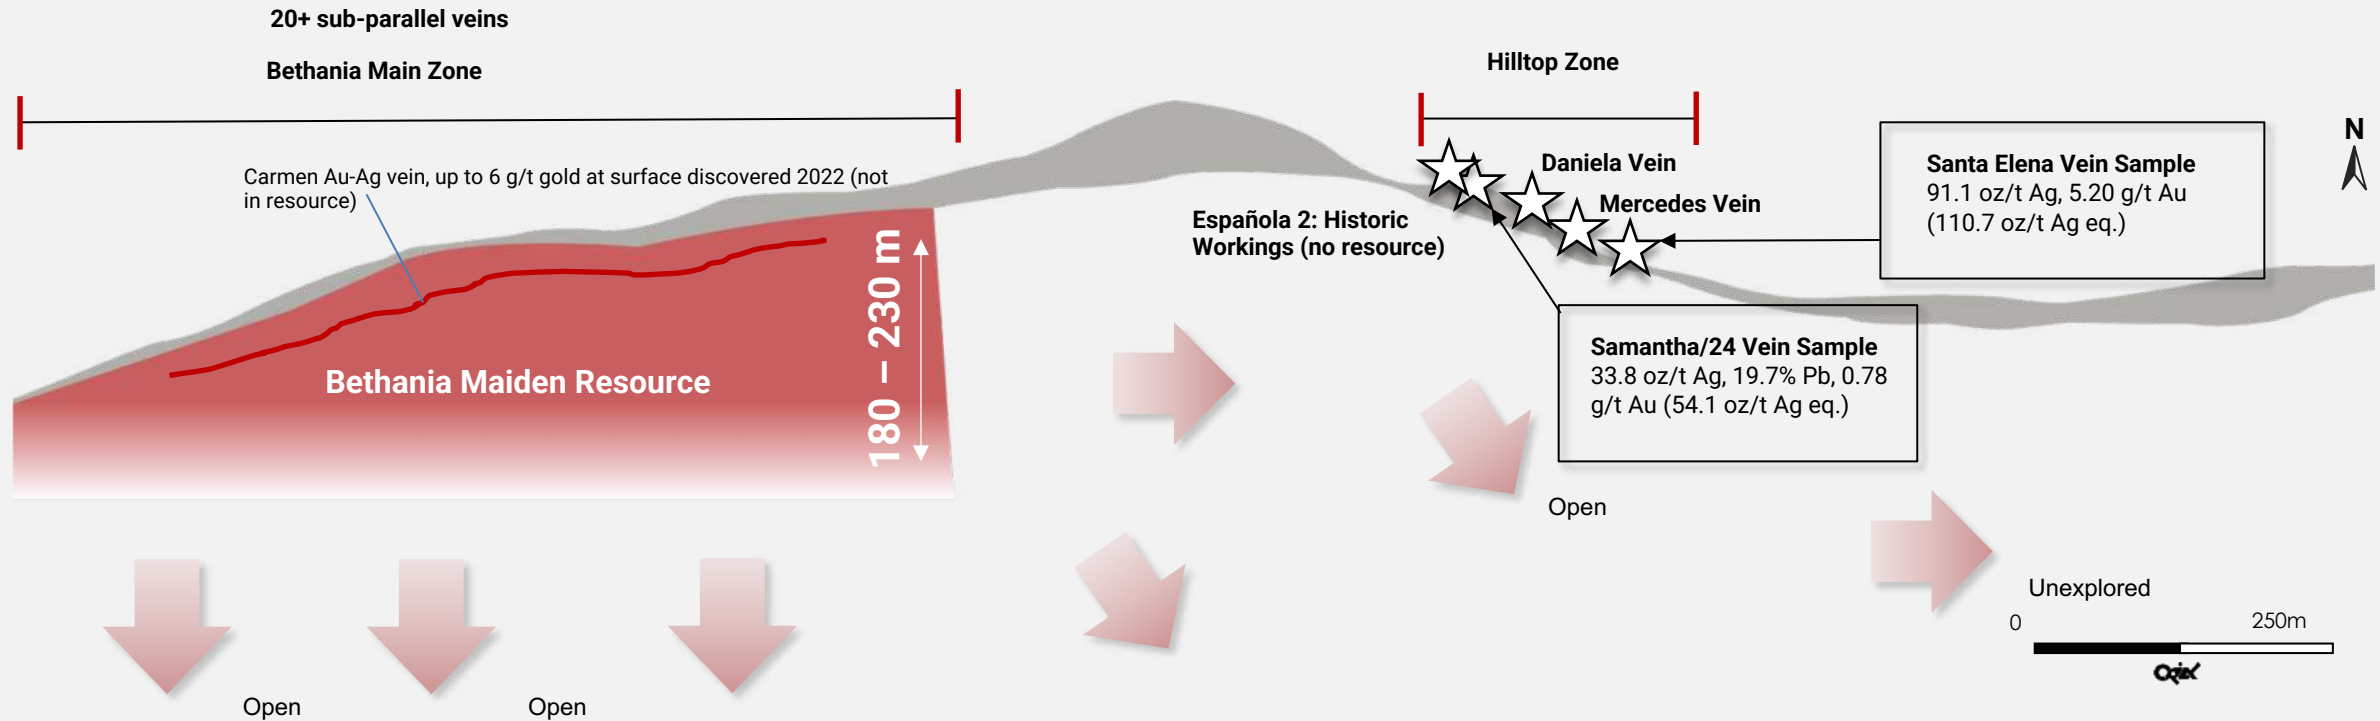 20+ sub-parallel veins
Bethania Main Zone
Hilltop Zone
N
Carmen Au-Ag vein, up to 6 g/t gold at surface discovered 2022 (not
in resource)
Daniela Vein
Mercedes Vein
Santa Elena Vein Sample
91.1 oz/t Ag, 5.20 g/t Au
(110.7 oz/t Ag eq.)
Española 2: Historic
Workings (no resource)
180 – 230 m
Bethania Maiden Resource
Samantha/24 Vein Sample
33.8 oz/t Ag, 19.7% Pb, 0.78
g/t Au (54.1 oz/t Ag eq.)
Open
Unexplored
0 250m
Open Open